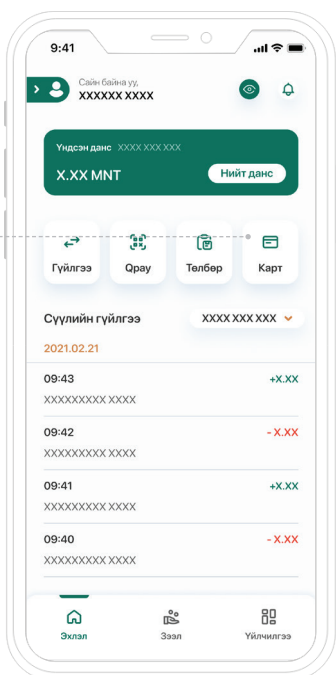 9:41
Сайн байна уу,
XXXXXX XXXX
Үндсэн данс XXXX XXX XXX
X.XX MNT
Нийт данс
Гүйлгээ Qpay Төлбөр Карт
Сүүлийн гүйлгээ XXXX XXX XXX
2021.02.21
09:43 +X.XX
XXXXXXXXX XXXX
09:42 - X.XX
XXXXXXXXX XXXX
09:41 +X.XX
XXXXXXXXX XXXX
09:40 - X.XX
XXXXXXXXX XXXX
Эхлэл Зээл Үйлчилгээ